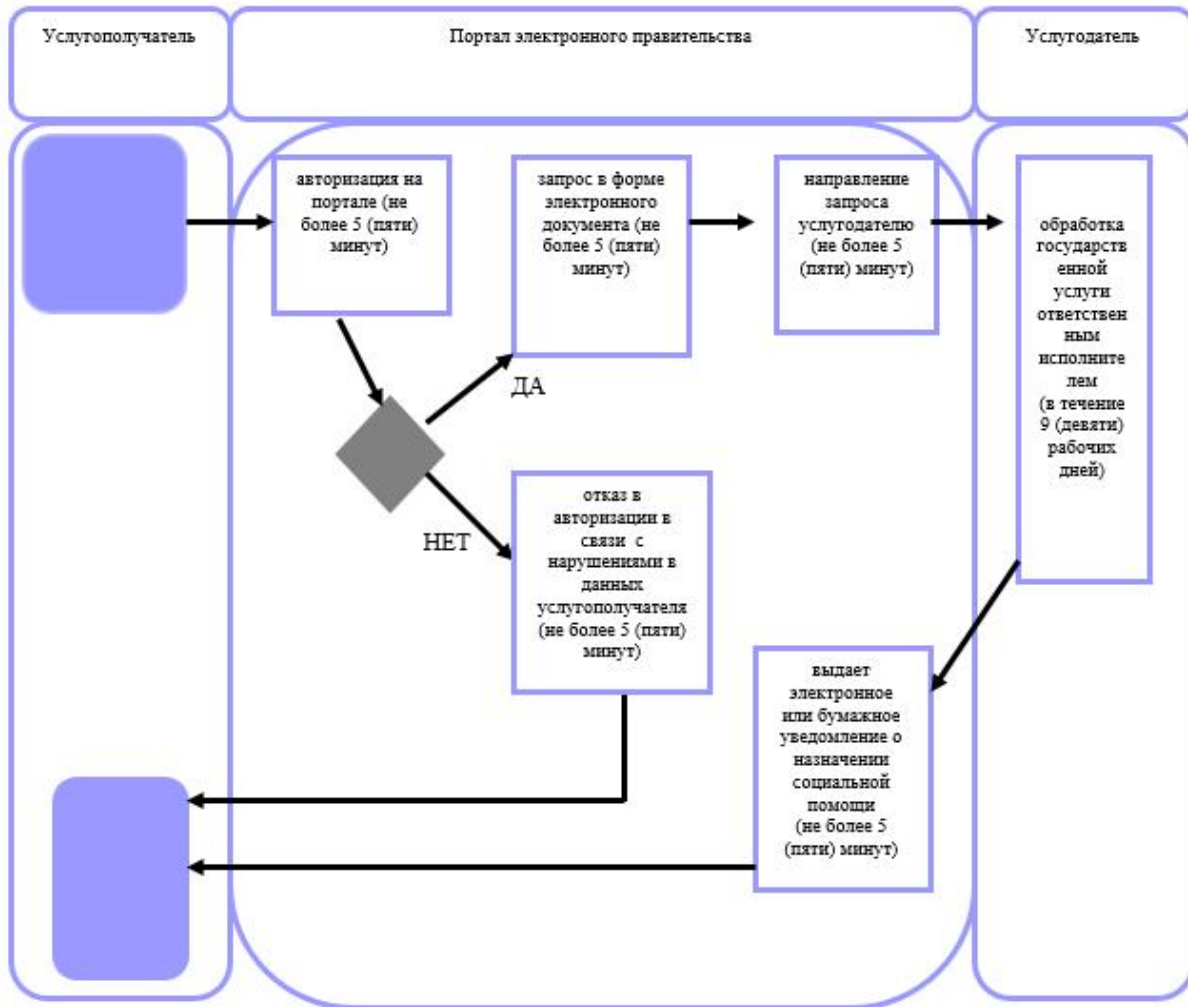 Услугополучатель
Портал электронного правительства
Услугодатель
авторизация на
портале (не
более 5 (пяти)
минут)
запрос в форме
электронного
документа (не
более 5 (пяти)
минут)
направление
запроса
услугодателю
(не более 5
(пяти) минут)
обработка
государств
енной
услуги
ответствен
ным
исполните
лем
(в течение
9 (девяти)
рабочих
дней)
ДА
НЕТ
отказ в
авторизации в
связи с
нарушениями в
данных
услугополучателя
(не более 5 (пяти)
минут)
выдает
электронное
или бумажное
уведомление о
назначении
социальной
помощи
(не более 5
(пяти) минут)